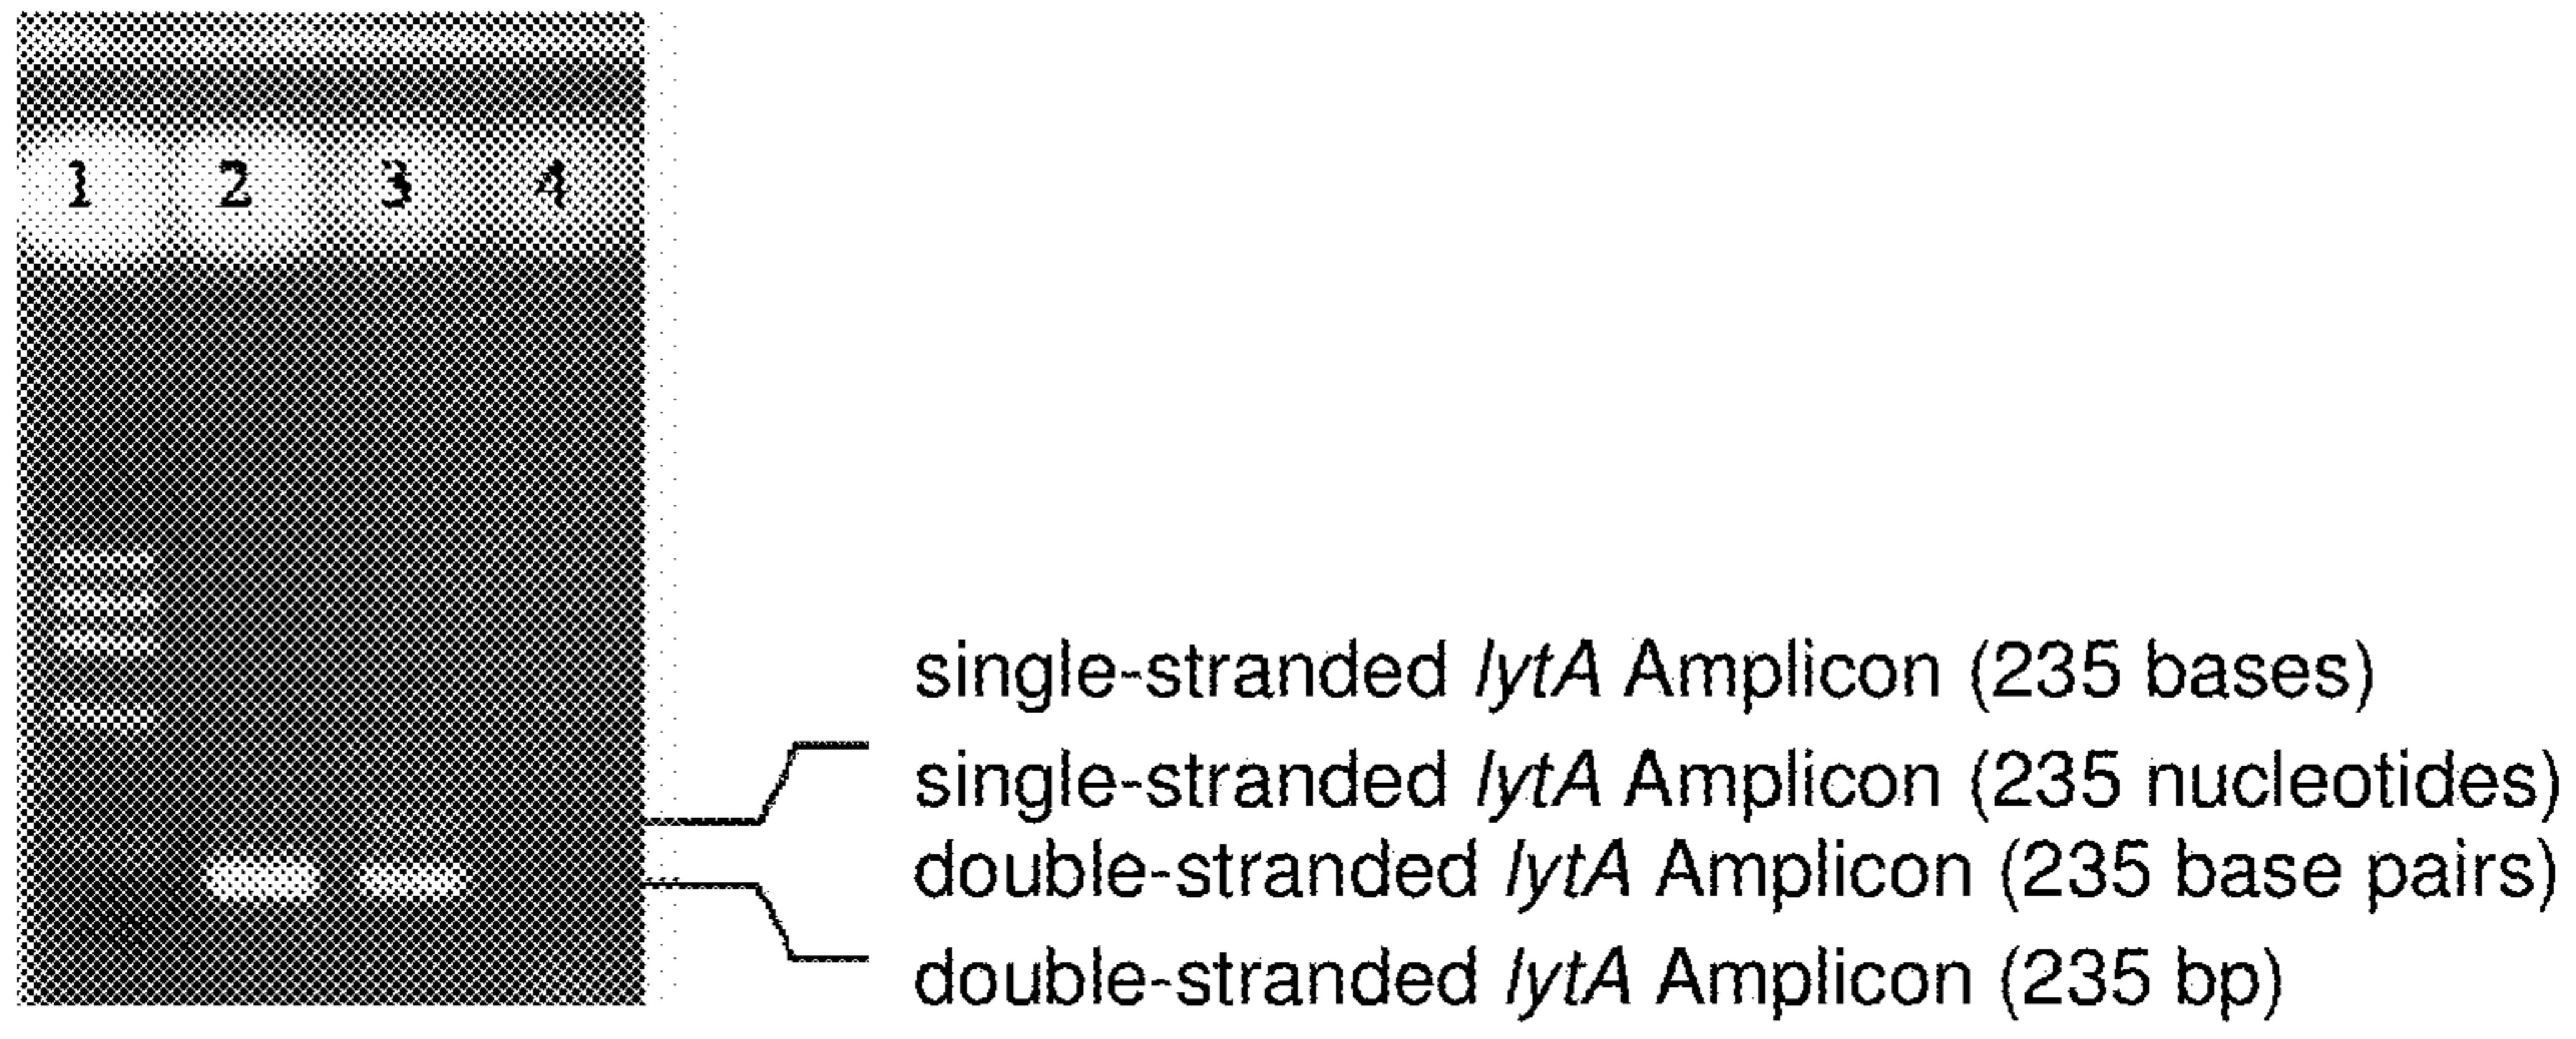 1 2 3 4
single-stranded lytA Amplicon (235 bases)
single-stranded lytA Amplicon (235 nucleotides)
double-stranded lytA Amplicon (235 base pairs)
double-stranded lytA Amplicon (235 bp)